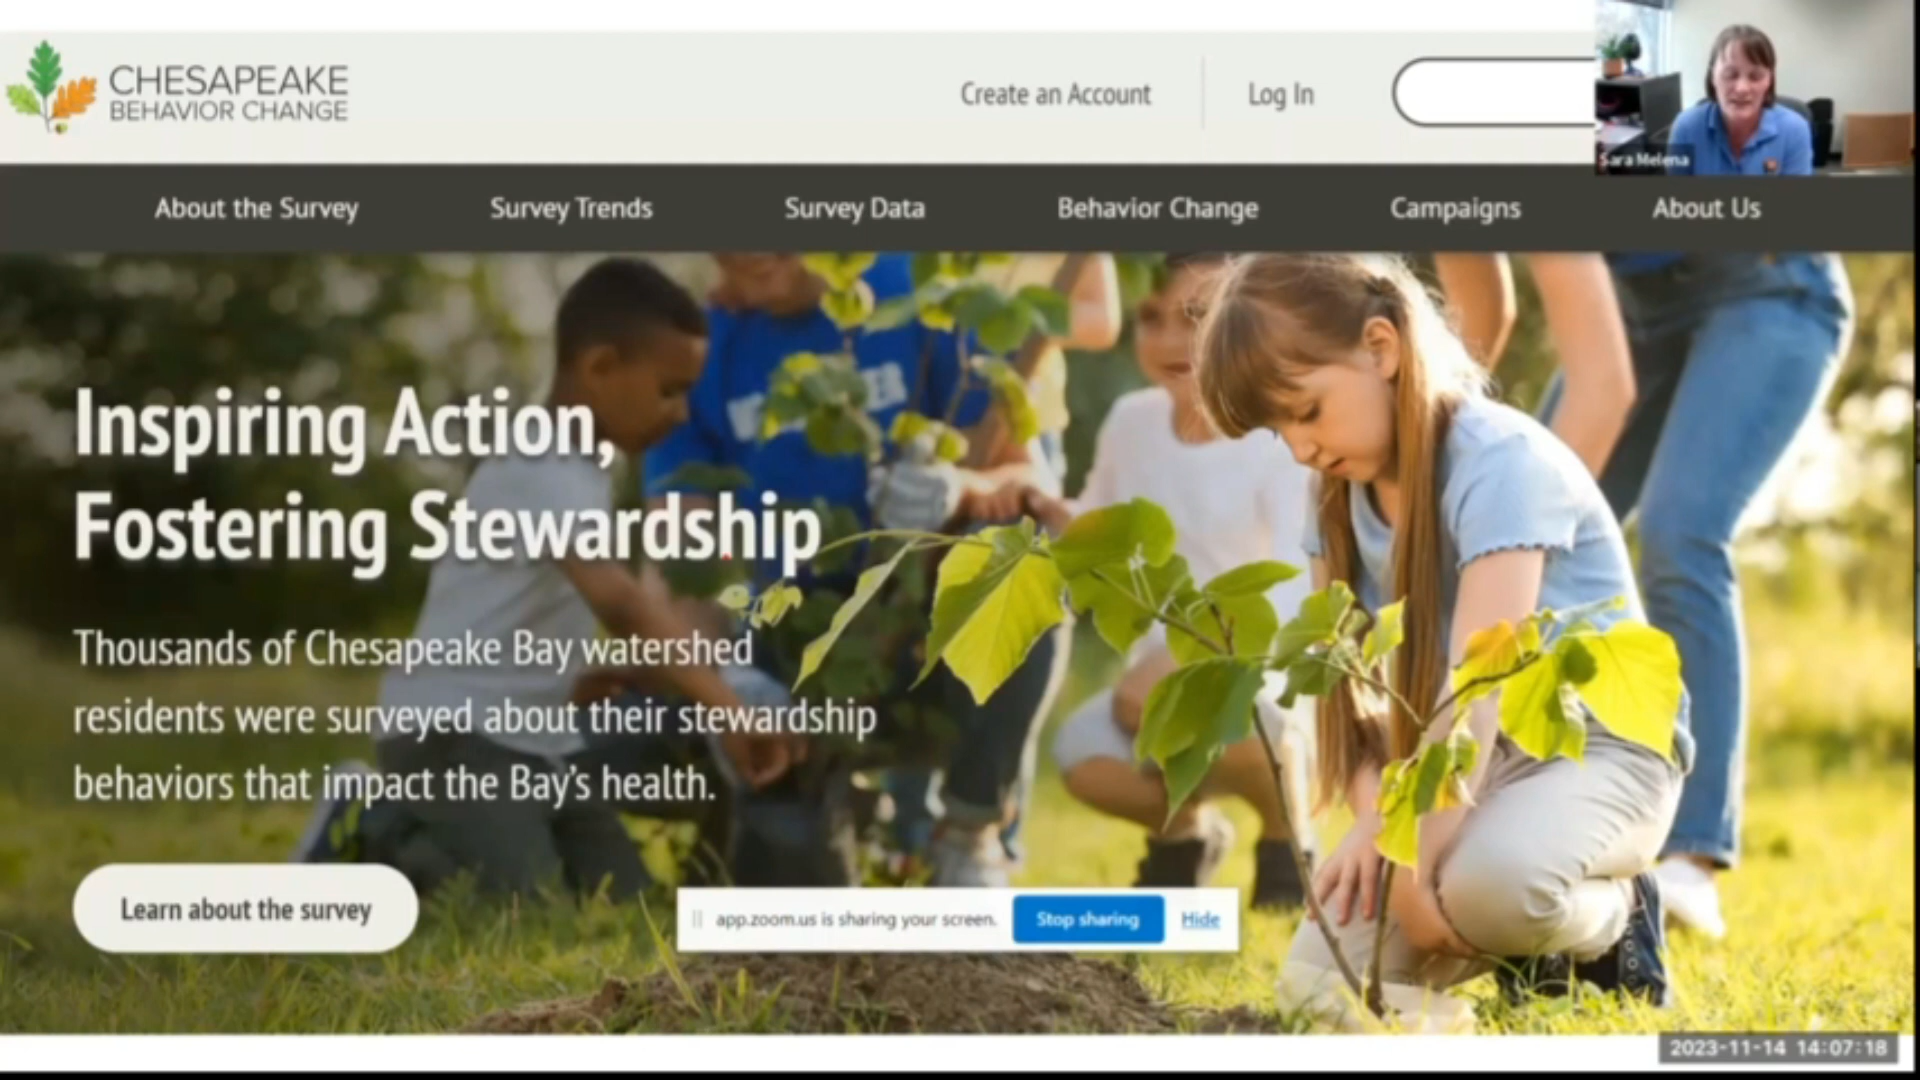 CHESAPEAKE
BEHAVIOR CHANGE
Create an Account
Log In
Sara Melena
About the Survey
Survey Trends
Survey Data
Behavior Change
Campaigns
About Us
Inspiring Action,
Fostering Stewardship
Thousands of Chesapeake Bay watershed
residents were surveyed about their stewardship
behaviors that impact the Bay's health.
Learn about the survey
app.zoom.us is sharing your screen.
Stop sharing
Hide
2023-11-14 14:07:18